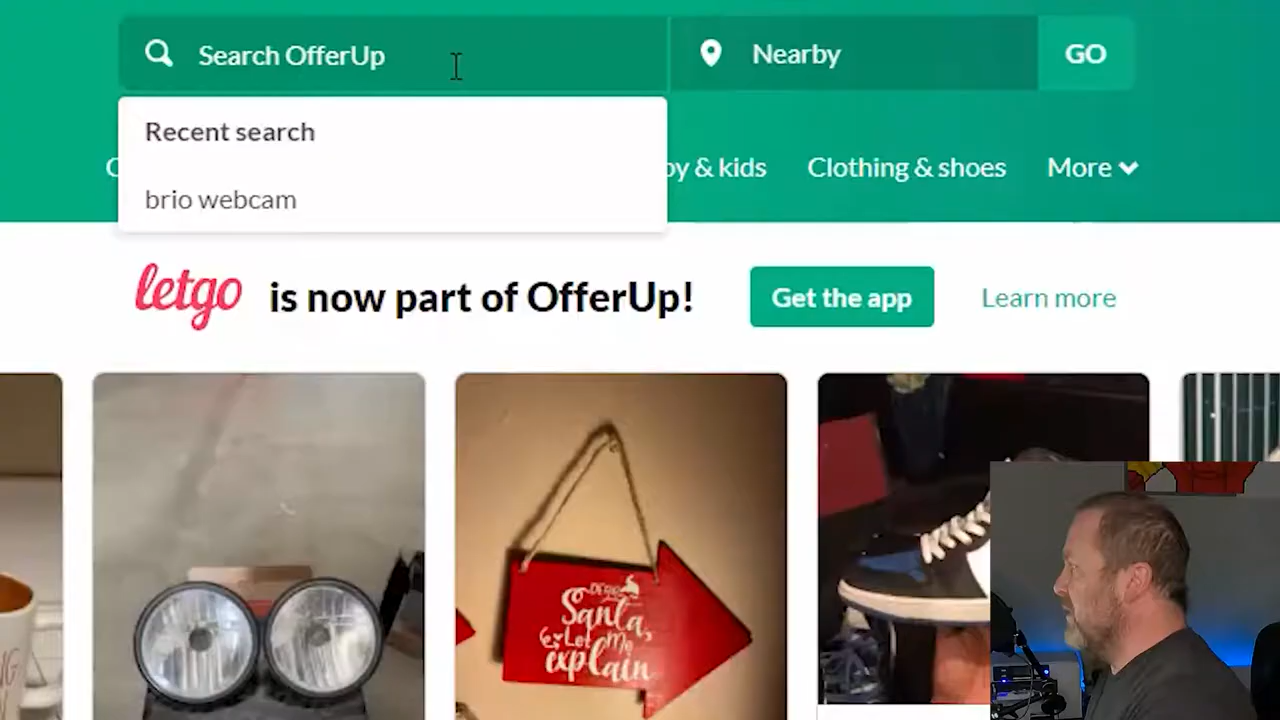 Search OfferUp
Nearby
GO
Recent search
brio webcam
& kids
Clothing & shoes
More
letgo is now part of OfferUp!
Get the app
Learn more
Santa,
Let Me
explain